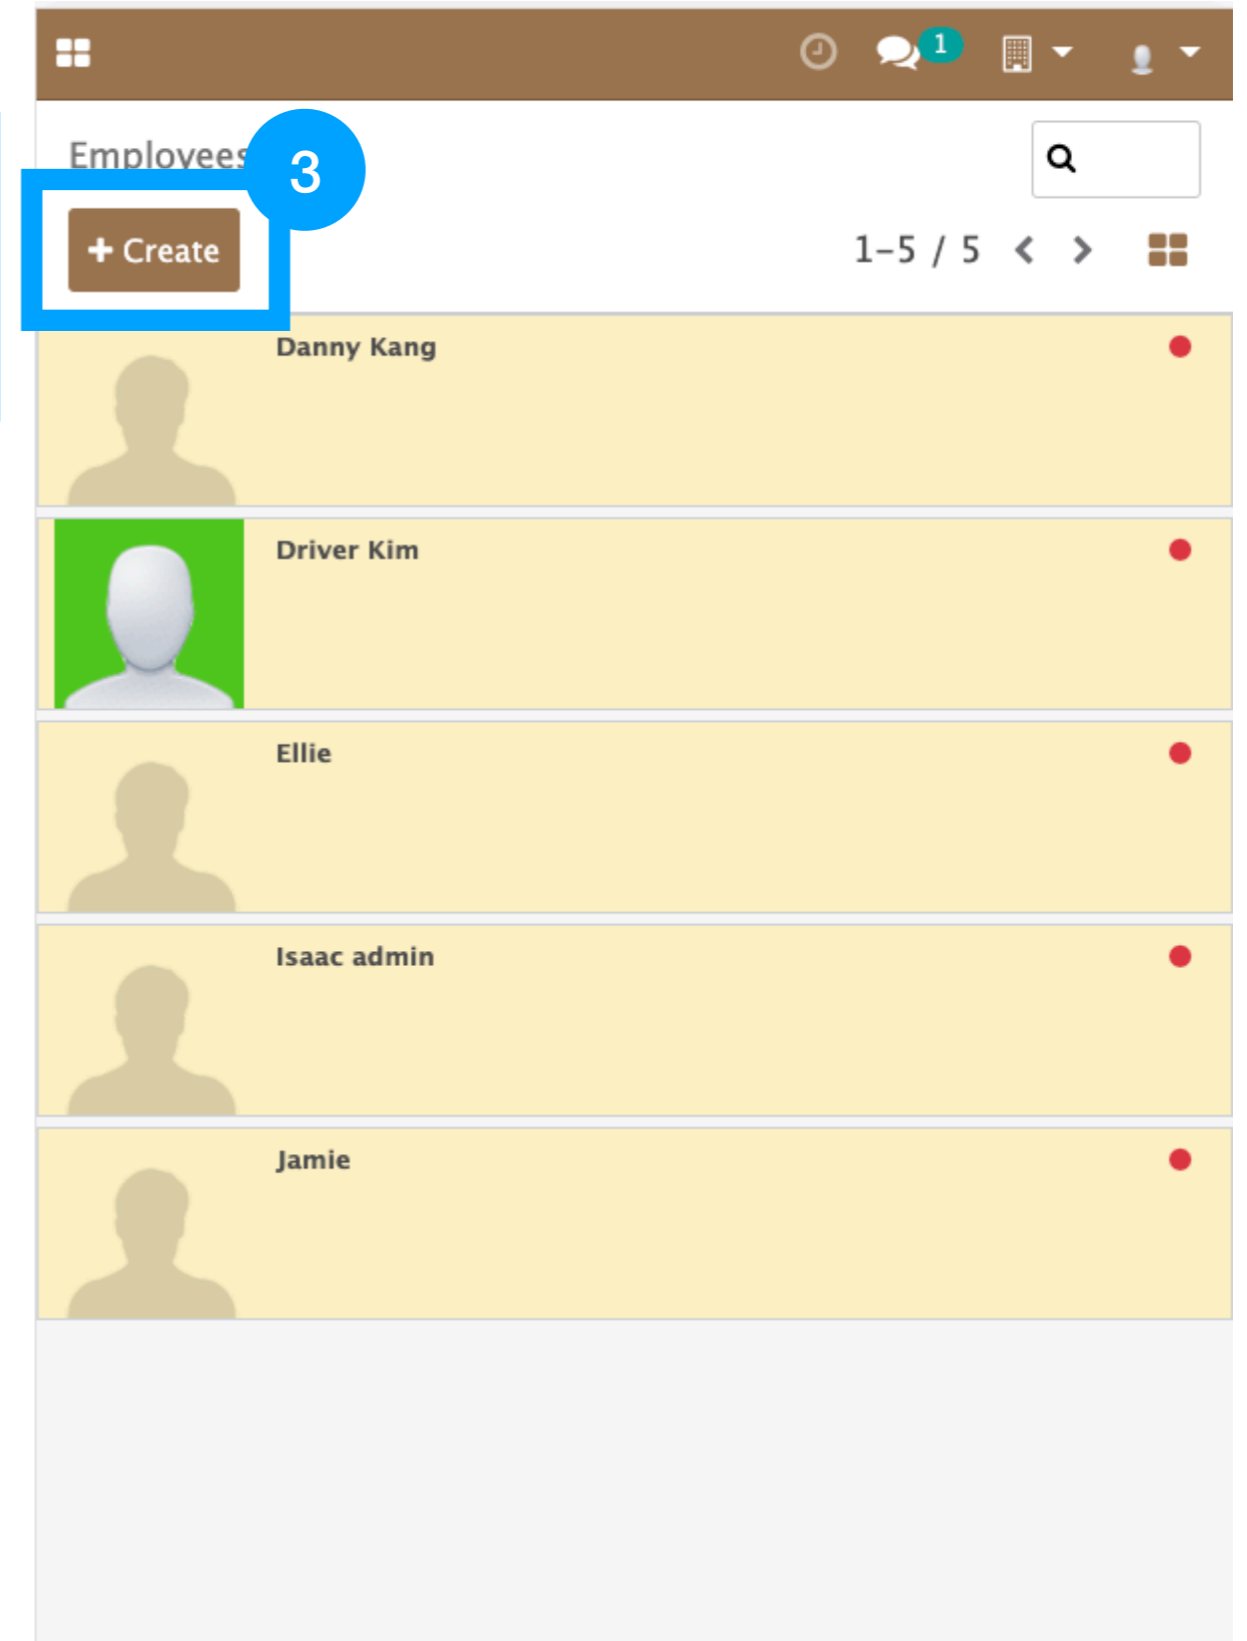 1
Employees
3
+ Create
1-5 / 5
Danny Kang
Driver Kim
Ellie
Isaac admin
Jamie